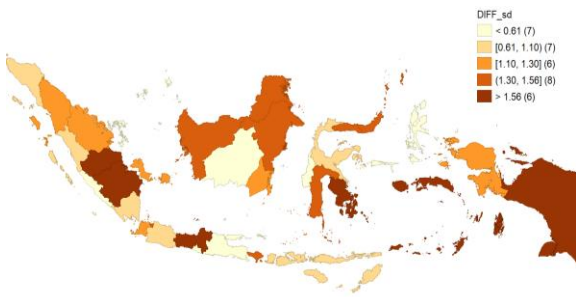 DIFF_sd
< 0.61 (7)
[0.61, 1.10) (7)
[1.10, 1.30] (6)
(1.30, 1.56] (8)
> 1.56 (6)